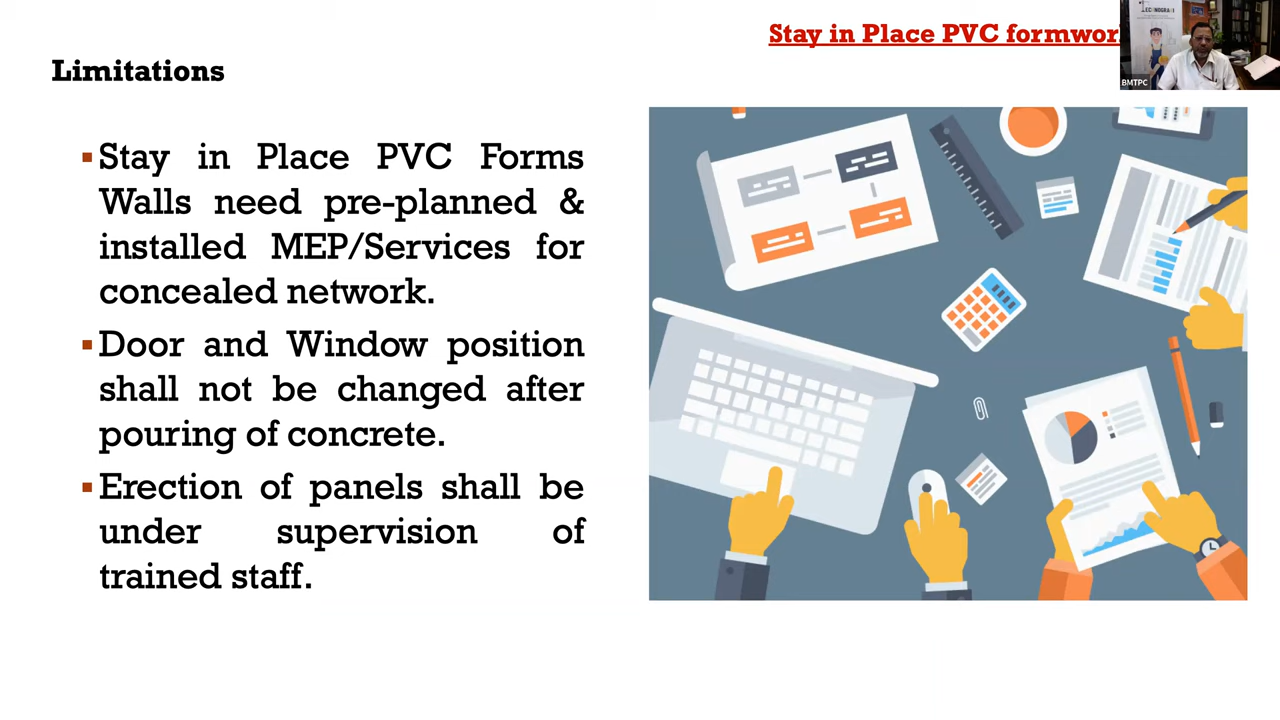 Stay in Place PVC formwor
Limitations
▪Stay in Place PVC Forms
Walls need pre-planned &
installed MEP/Services for
concealed network.
▪Door and Window position
shall not be changed after
pouring of concrete.
▪Erection of panels shall be
under supervision of
trained staff.
BMTPC